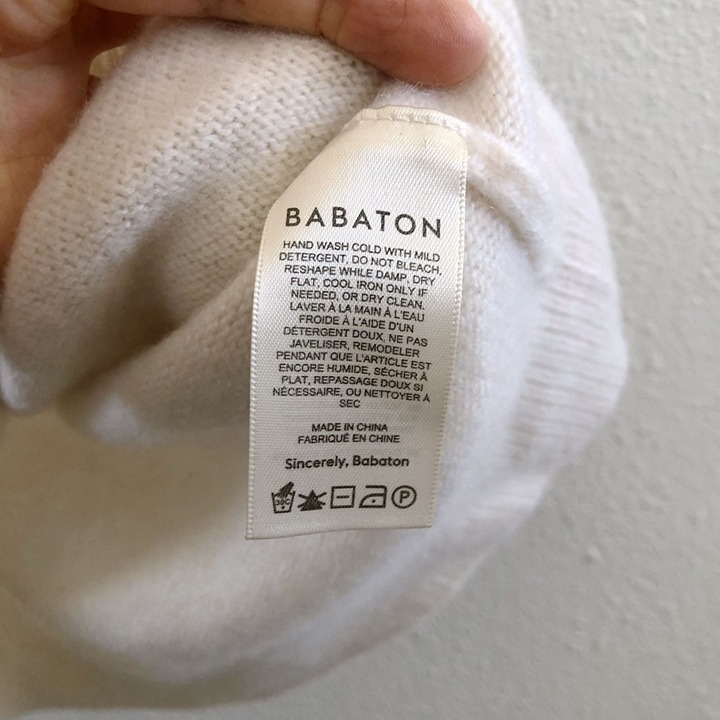 BABATON
HAND WASH COLD WITH MILD
DETERGENT, DO NOT BLEACH,
RESHAPE WHILE DAMP, DRY
FLAT, COOL IRON ONLY IF
NEEDED, OR DRY CLEAN.
LAVER À LA MAIN À L'EAU
FROIDE À L'AIDE D'UN
DÉTERGENT DOUX, NE PAS
JAVELISER, REMODELER
PENDANT QUE L'ARTICLE EST
ENCORE HUMIDE, SÉCHER À
PLAT, REPASSAGE DOUX SI
NÉCESSAIRE, OU NETTOYER À
SEC
MADE IN CHINA
FABRIQUÉ EN CHINE
Sincerely, Babaton
30C P